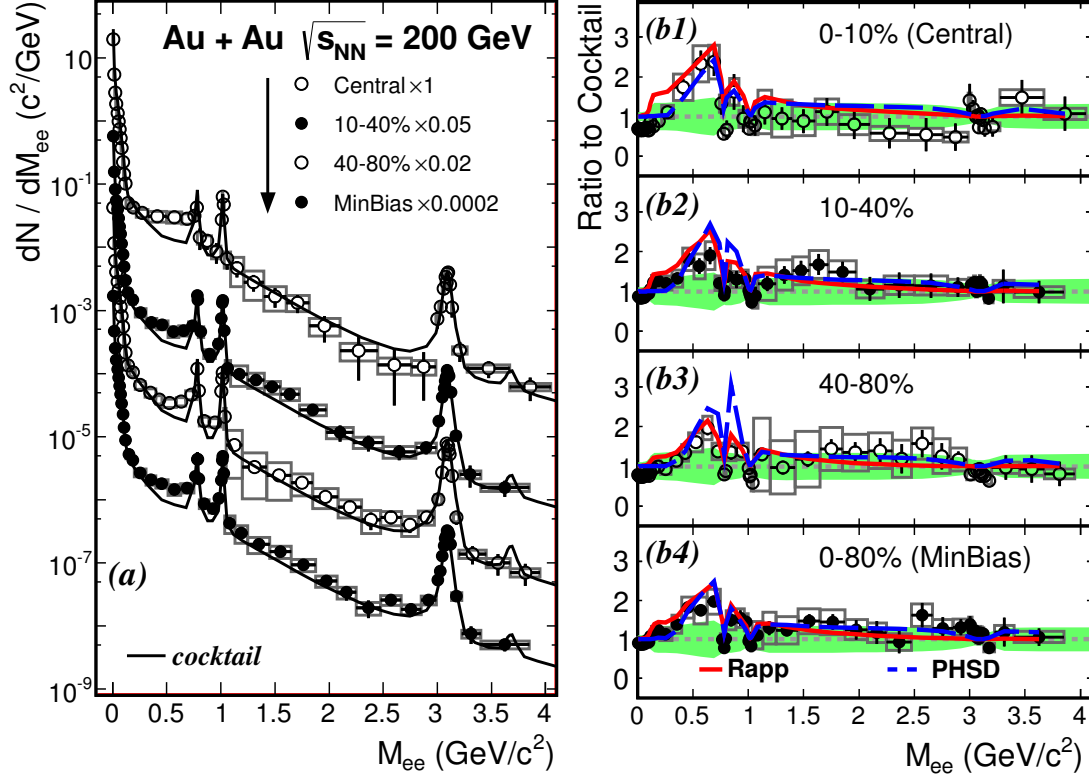 Au + Au √s_NN = 200 GeV
Central×1
10-40%×0.05
40-80%×0.02
MinBias×0.0002
(a)
cocktail
dN / dM_ee (c²/GeV)
10
10⁻¹
10⁻³
10⁻⁵
10⁻⁷
10⁻⁹
0 0.5 1 1.5 2 2.5 3 3.5 4
M_ee (GeV/c²)
Ratio to Cocktail
(b1) 0-10% (Central)
3
2
1
0
(b2) 10-40%
3
2
1
0
(b3) 40-80%
3
2
1
0
(b4) 0-80% (MinBias)
3
2
1
0
Rapp PHSD
0 0.5 1 1.5 2 2.5 3 3.5 4
M_ee (GeV/c²)